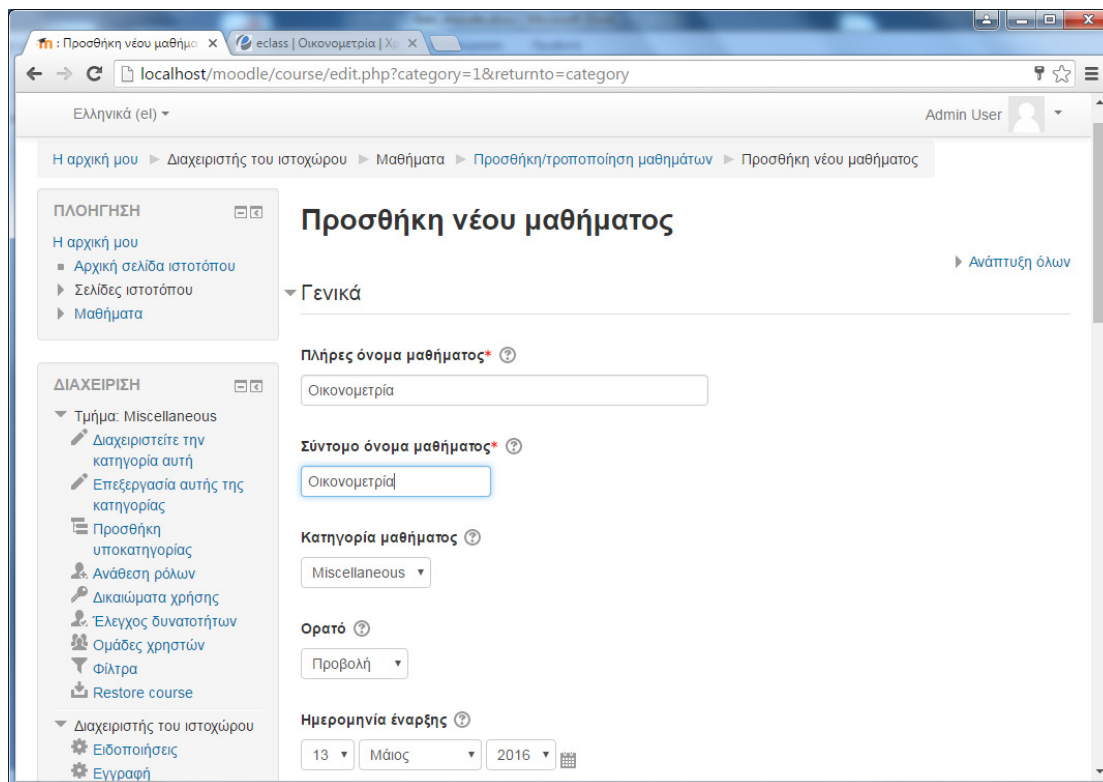 : Προσθήκη νέου μαθήμα
eclass | Οικονομετρία | Χρ
localhost/moodle/course/edit.php?category=1&returnto=category
Ελληνικά (el)
Admin User
Η αρχική μου
Διαχειριστής του ιστοχώρου
Μαθήματα
Προσθήκη/τροποποίηση μαθημάτων
Προσθήκη νέου μαθήματος
ΠΛΟΗΓΗΣΗ
Η αρχική μου
Αρχική σελίδα ιστοτόπου
Σελίδες ιστοτόπου
Μαθήματα
ΔΙΑΧΕΙΡΙΣΗ
Τμήμα: Miscellaneous
Διαχειριστείτε την
κατηγορία αυτή
Επεξεργασία αυτής της
κατηγορίας
Προσθήκη
υποκατηγορίας
Ανάθεση ρόλων
Δικαιώματα χρήσης
Έλεγχος δυνατοτήτων
Ομάδες χρηστών
Φίλτρα
Restore course
Διαχειριστής του ιστοχώρου
Ειδοποιήσεις
Εγγραφή
Προσθήκη νέου μαθήματος
Ανάπτυξη όλων
Γενικά
Πλήρες όνομα μαθήματος*
Οικονομετρία
Σύντομο όνομα μαθήματος*
Οικονομετρία
Κατηγορία μαθήματος
Miscellaneous
Ορατό
Προβολή
Ημερομηνία έναρξης
13 Μάιος 2016